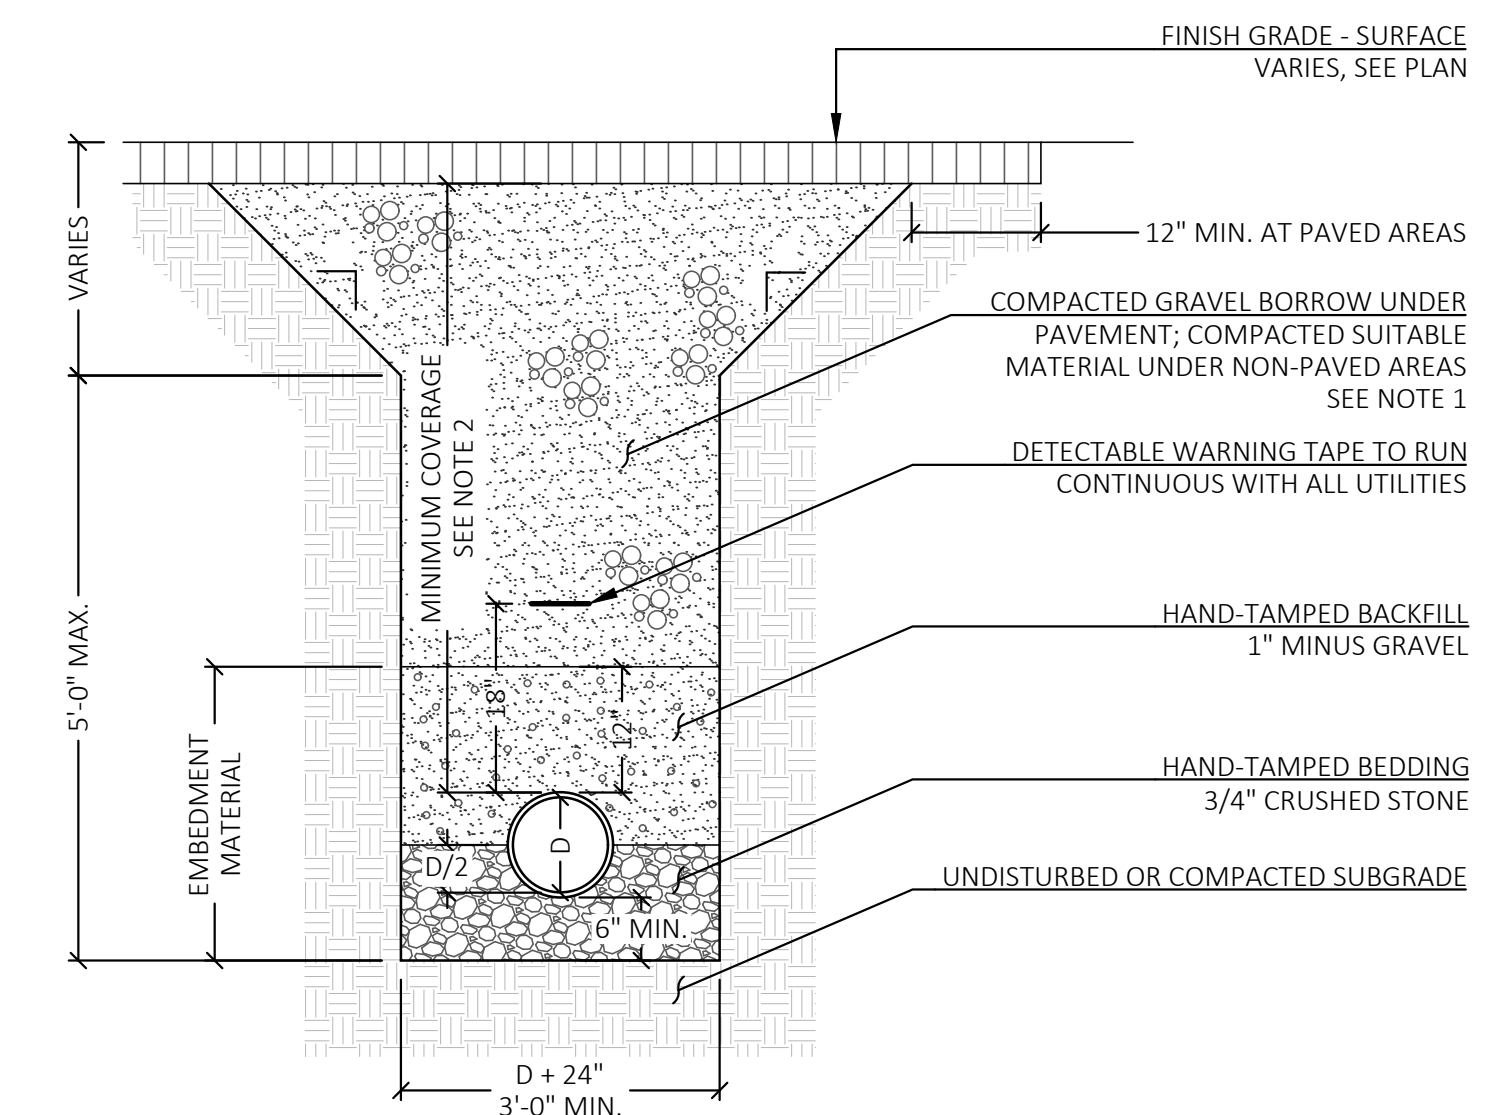 FINISH GRADE - SURFACE
VARIES, SEE PLAN
VARIES
12" MIN. AT PAVED AREAS
COMPACTED GRAVEL BORROW UNDER
PAVEMENT; COMPACTED SUITABLE
MATERIAL UNDER NON-PAVED AREAS
SEE NOTE 1
MINIMUM COVERAGE
SEE NOTE 2
DETECTABLE WARNING TAPE TO RUN
CONTINUOUS WITH ALL UTILITIES
5'-0" MAX.
HAND-TAMPED BACKFILL
1" MINUS GRAVEL
18"
12"
EMBEDMENT
MATERIAL
HAND-TAMPED BEDDING
3/4" CRUSHED STONE
D
D/2
UNDISTURBED OR COMPACTED SUBGRADE
6" MIN.
D + 24"
3'-0" MIN.